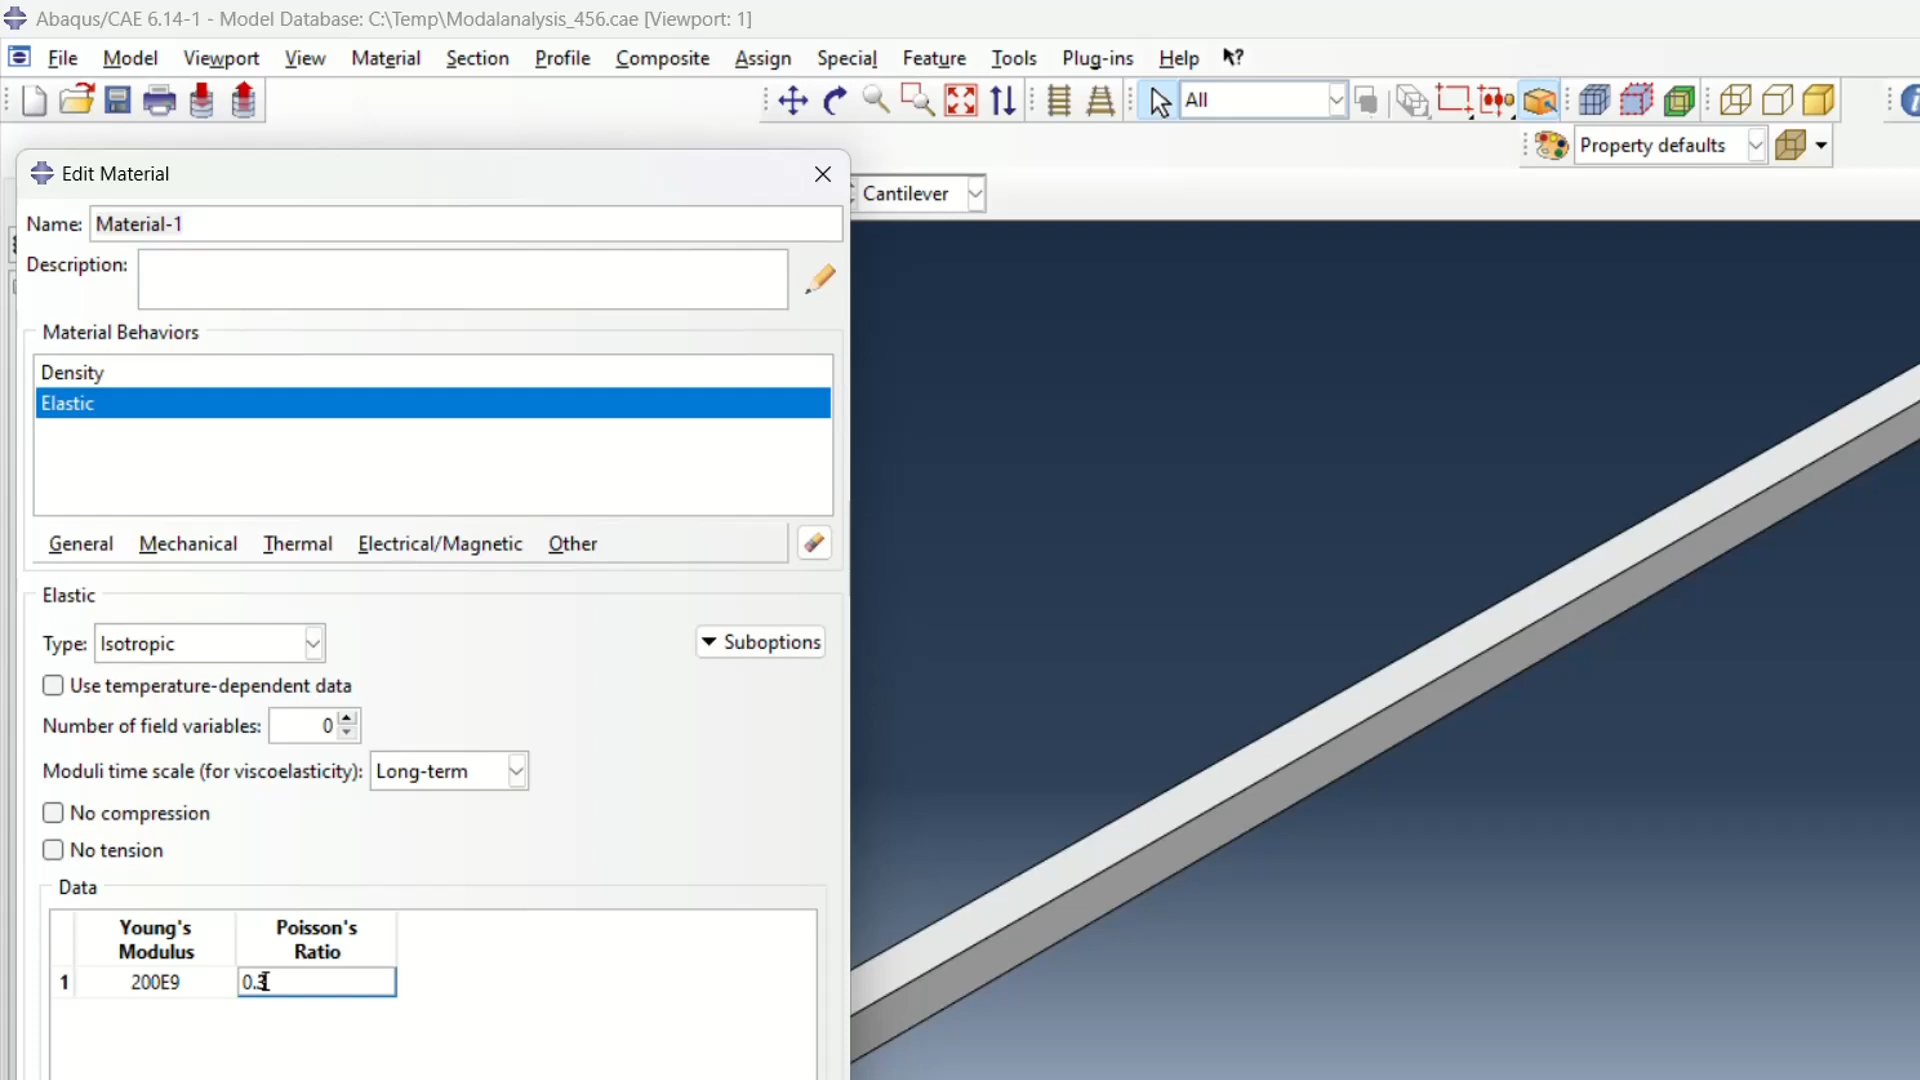 Abaqus/CAE 6.14-1 - Model Database: C:\Temp\Modalanalysis_456.cae [Viewport: 1]
File Model Viewport View Material Section Profile Composite Assign Special Feature Tools Plug-ins Help
All
Property defaults
Edit Material
Cantilever
Name: Material-1
Description:
Material Behaviors
Density
Elastic
General Mechanical Thermal Electrical/Magnetic Other
Elastic
Type: Isotropic
Suboptions
Use temperature-dependent data
Number of field variables: 0
Moduli time scale (for viscoelasticity): Long-term
No compression
No tension
Data
Young's Poisson's
Modulus Ratio
1 200E9 0.3